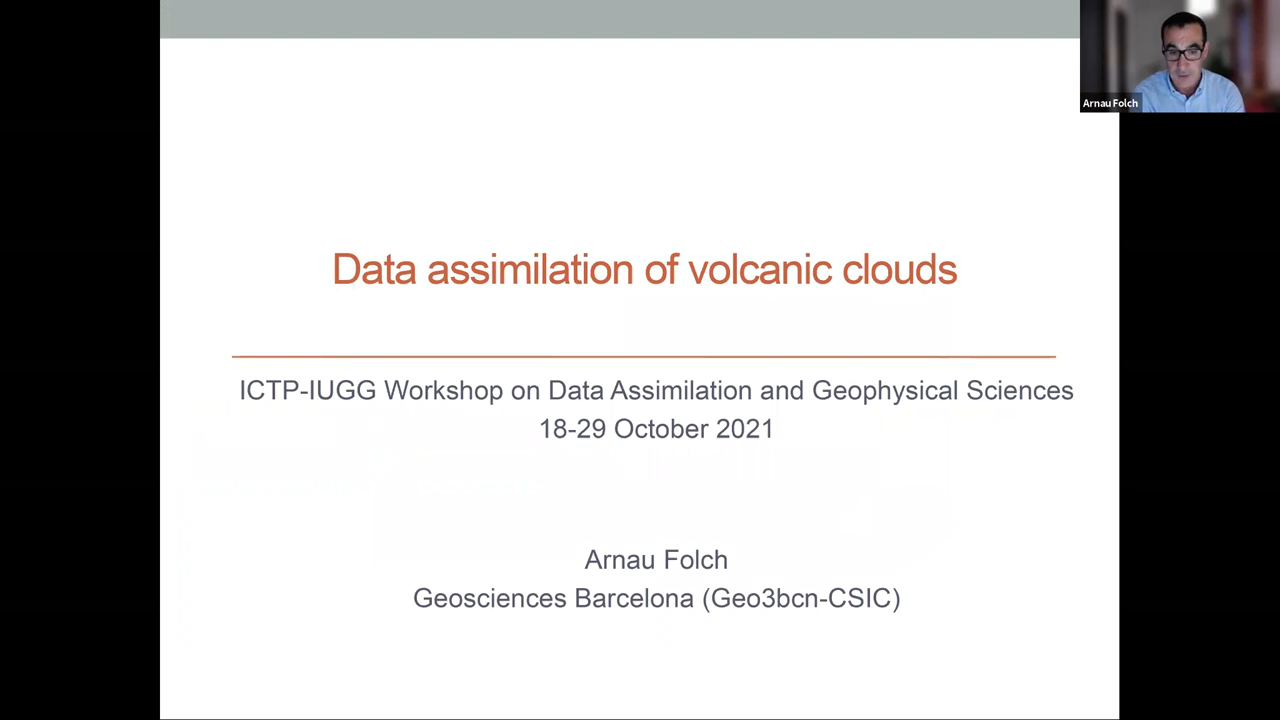 Arnau Folch
Data assimilation of volcanic clouds
ICTP-IUGG Workshop on Data Assimilation and Geophysical Sciences
18-29 October 2021
Arnau Folch
Geosciences Barcelona (Geo3bcn-CSIC)